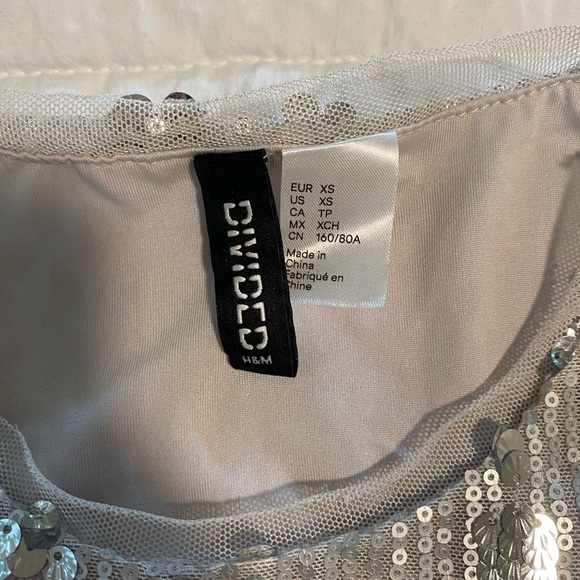 DIVIDED
H&M
EUR XS
US XS
CA TP
MX XCH
CN 160/80A
Made in
China
Fabriqué en
Chine